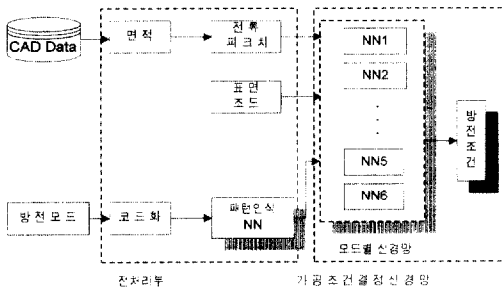 CAD Data
면적
전류
피크치
NN1
NN2
표면
조도
방전조건
NN5
NN6
방전모드
코드화
패턴인식
NN
모드별 신경망
전처리부
가공조건결정신경망